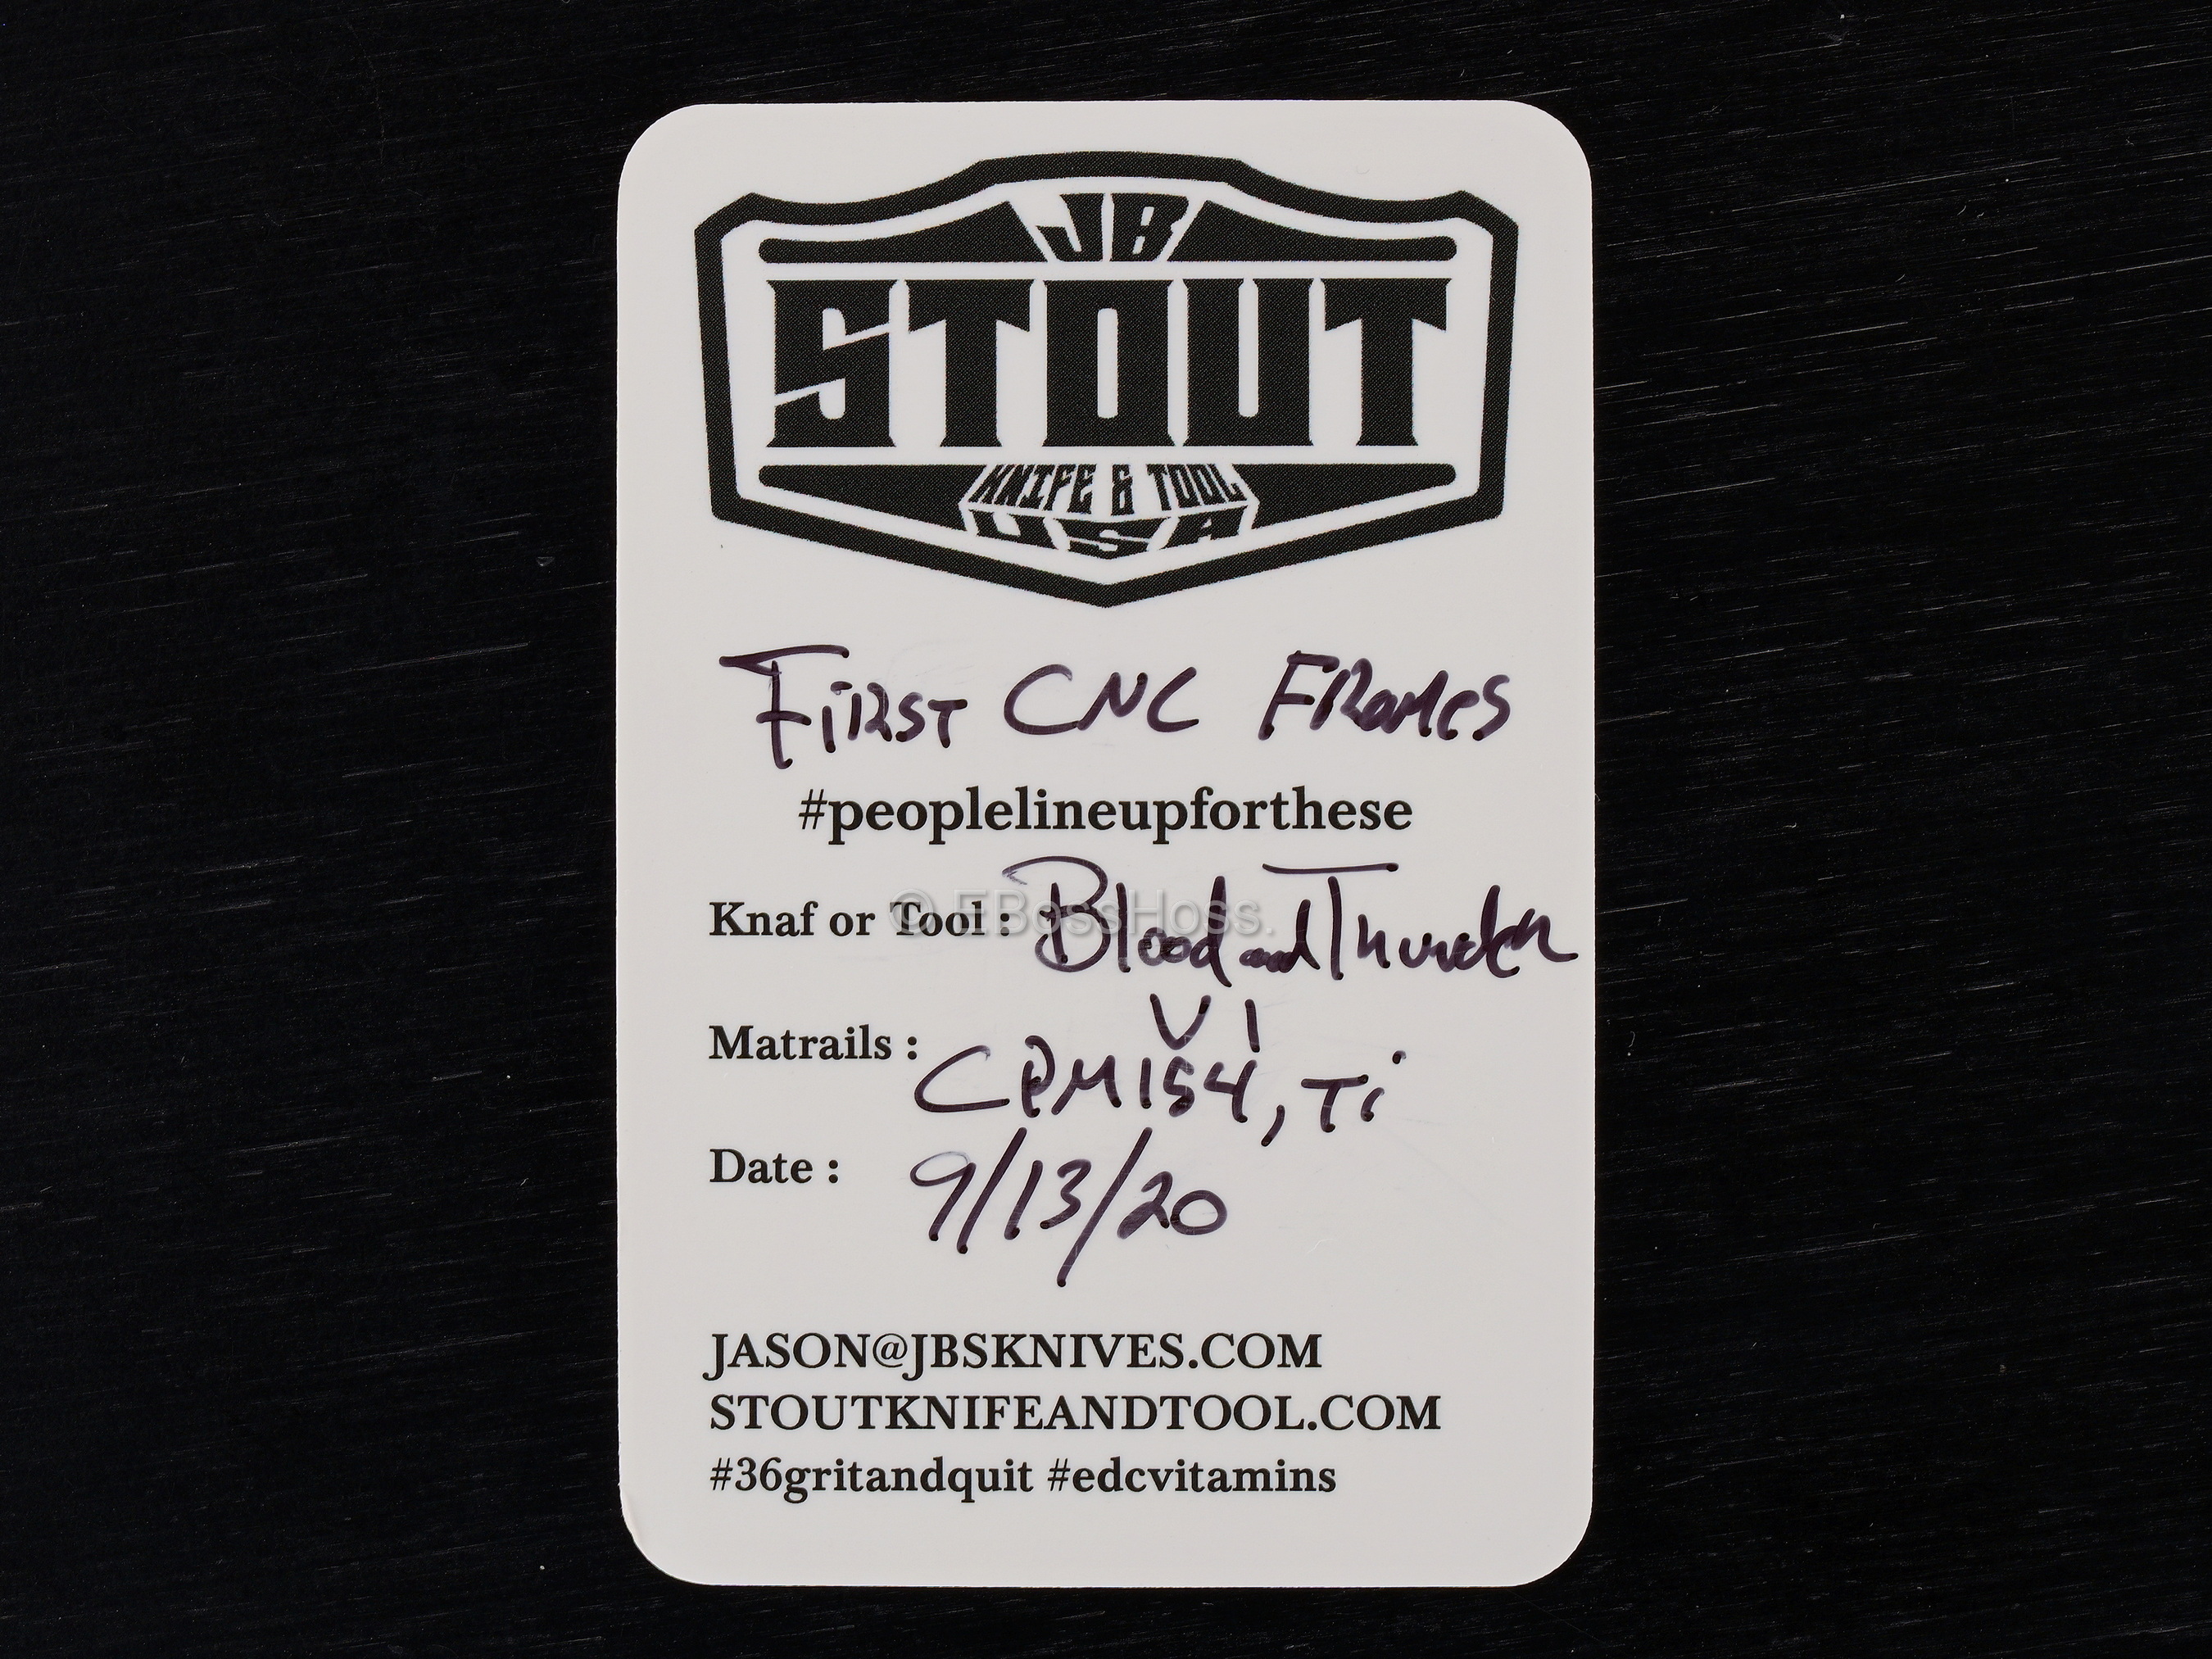 JB
STOUT
KNIFE & TOOL
USA
First CNC Frames
#peoplelineupforthese
Knaf or Tool : Blood and Thunder
V1
Matrails : CPM154, Ti
Date : 9/13/20
JASON@JBSKNIVES.COM
STOUTKNIFEANDTOOL.COM
#36gritandquit #edcvitamins
© EBossHoss.